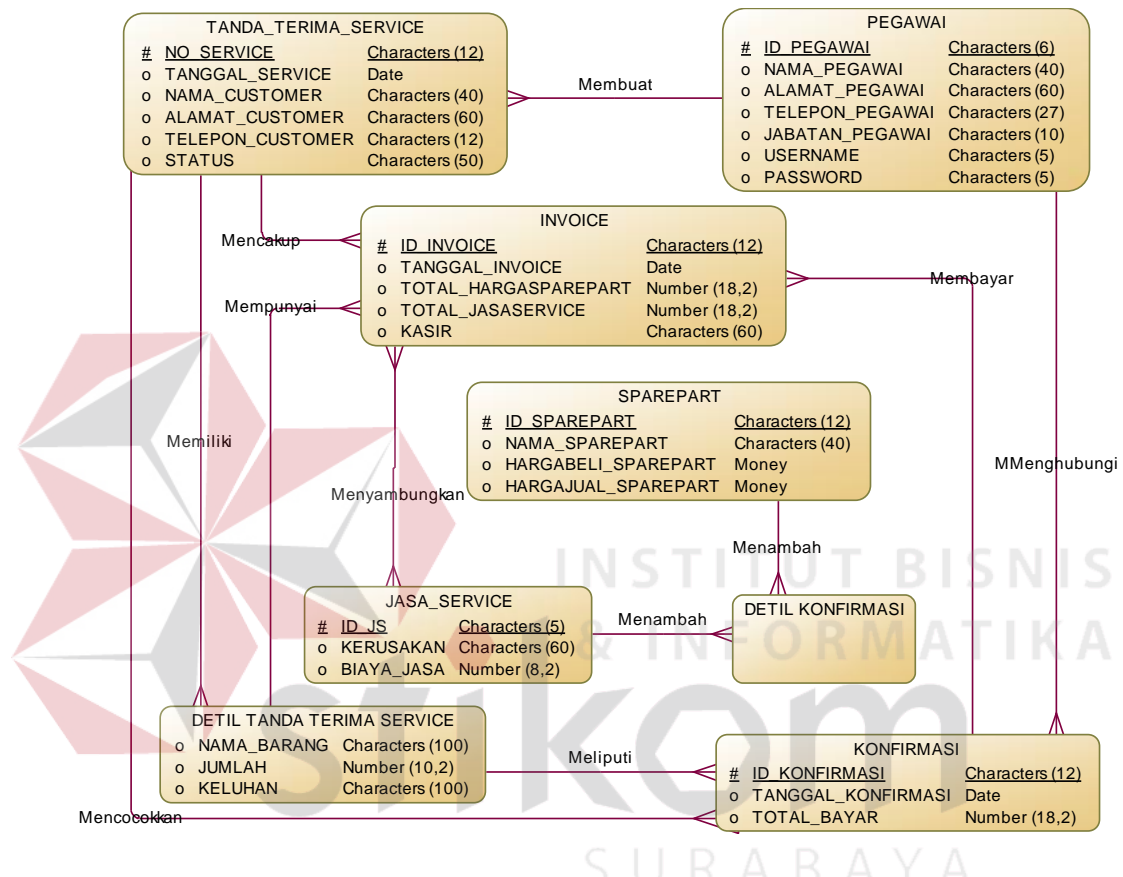 TANDA_TERIMA_SERVICE
# NO_SERVICE Characters (12)
o TANGGAL_SERVICE Date
o NAMA_CUSTOMER Characters (40)
o ALAMAT_CUSTOMER Characters (60)
o TELEPON_CUSTOMER Characters (12)
o STATUS Characters (50)
Membuat
PEGAWAI
# ID_PEGAWAI Characters (6)
o NAMA_PEGAWAI Characters (40)
o ALAMAT_PEGAWAI Characters (60)
o TELEPON_PEGAWAI Characters (27)
o JABATAN_PEGAWAI Characters (10)
o USERNAME Characters (5)
o PASSWORD Characters (5)
Mencakup
INVOICE
# ID_INVOICE Characters (12)
o TANGGAL_INVOICE Date
o TOTAL_HARGASPAREPART Number (18,2)
o TOTAL_JASASERVICE Number (18,2)
o KASIR Characters (60)
Membayar
Mempunyai
SPAREPART
# ID_SPAREPART Characters (12)
o NAMA_SPAREPART Characters (40)
o HARGABELI_SPAREPART Money
o HARGAJUAL_SPAREPART Money
Memiliki
MMenghubungi
Menyambungkan
Menambah
INSTITUT BISNIS
& INFORMATIKA
JASA_SERVICE
# ID_JS Characters (5)
o KERUSAKAN Characters (60)
o BIAYA_JASA Number (8,2)
Menambah
DETIL KONFIRMASI
stikom
DETIL TANDA TERIMA SERVICE
o NAMA_BARANG Characters (100)
o JUMLAH Number (10,2)
o KELUHAN Characters (100)
Meliputi
KONFIRMASI
# ID_KONFIRMASI Characters (12)
o TANGGAL_KONFIRMASI Date
o TOTAL_BAYAR Number (18,2)
Mencocokkan
SURABAYA